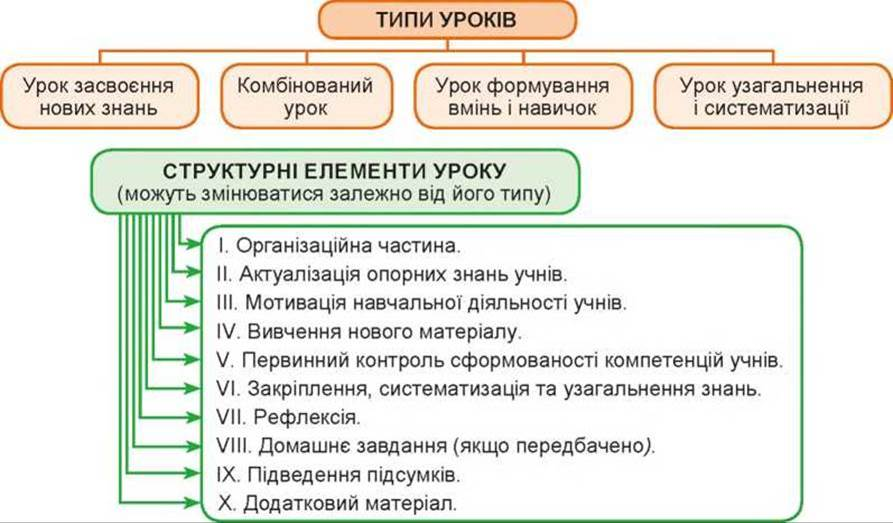 ТИПИ УРОКІВ
Урок засвоєння
нових знань
Комбінований
урок
Урок формування
вмінь і навичок
Урок узагальнення
і систематизації
СТРУКТУРНІ ЕЛЕМЕНТИ УРОКУ
(можуть змінюватися залежно від його типу)
I. Організаційна частина.
II. Актуалізація опорних знань учнів.
III. Мотивація навчальної діяльності учнів.
IV. Вивчення нового матеріалу.
V. Первинний контроль сформованості компетенцій учнів.
VI. Закріплення, систематизація та узагальнення знань.
VII. Рефлексія.
VIII. Домашнє завдання (якщо передбачено).
IX. Підведення підсумків.
X. Додатковий матеріал.